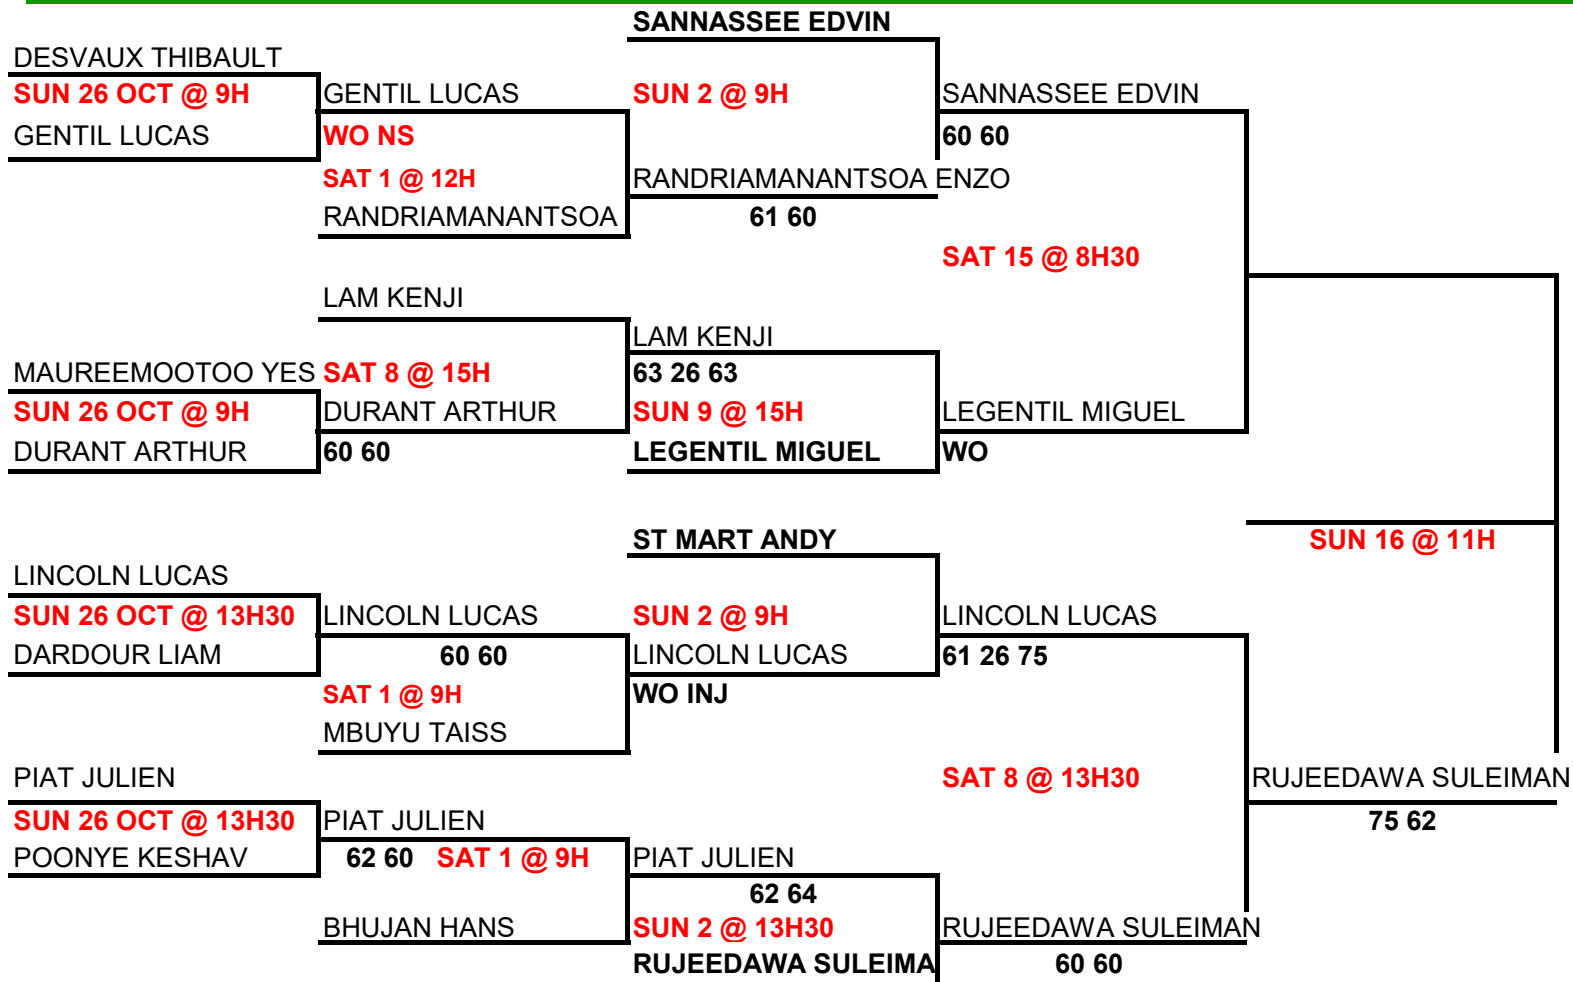 SANNASSEE EDVIN
DESVAUX THIBAULT
SUN 26 OCT @ 9H GENTIL LUCAS SUN 2 @ 9H SANNASSEE EDVIN
GENTIL LUCAS WO NS 60 60
SAT 1 @ 12H RANDRIAMANANTSOA ENZO
RANDRIAMANANTSOA 61 60
SAT 15 @ 8H30
LAM KENJI
LAM KENJI
MAUREEMOOTOO YES SAT 8 @ 15H 63 26 63
SUN 26 OCT @ 9H DURANT ARTHUR SUN 9 @ 15H LEGENTIL MIGUEL
DURANT ARTHUR 60 60 LEGENTIL MIGUEL WO
ST MART ANDY SUN 16 @ 11H
LINCOLN LUCAS
SUN 26 OCT @ 13H30 LINCOLN LUCAS SUN 2 @ 9H LINCOLN LUCAS
DARDOUR LIAM 60 60 LINCOLN LUCAS 61 26 75
SAT 1 @ 9H WO INJ
MBUYU TAISS
PIAT JULIEN SAT 8 @ 13H30 RUJEEDAWA SULEIMAN
SUN 26 OCT @ 13H30 PIAT JULIEN 75 62
POONYE KESHAV 62 60 SAT 1 @ 9H PIAT JULIEN
62 64
BHUJAN HANS SUN 2 @ 13H30 RUJEEDAWA SULEIMAN
RUJEEDAWA SULEIMA 60 60